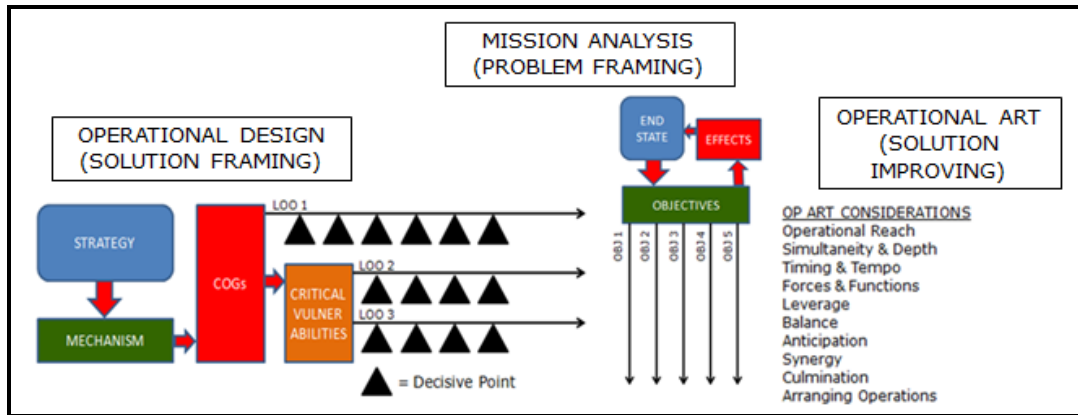 MISSION ANALYSIS
(PROBLEM FRAMING)
OPERATIONAL DESIGN
(SOLUTION FRAMING)
OPERATIONAL ART
(SOLUTION
IMPROVING)
STRATEGY
MECHANISM
COGs
CRITICAL
VULNER
ABILITIES
LOO 1
LOO 2
LOO 3
= Decisive Point
END
STATE
EFFECTS
OBJECTIVES
OBJ 1
OBJ 2
OBJ 3
OBJ 4
OBJ 5
OP ART CONSIDERATIONS
Operational Reach
Simultaneity & Depth
Timing & Tempo
Forces & Functions
Leverage
Balance
Anticipation
Synergy
Culmination
Arranging Operations